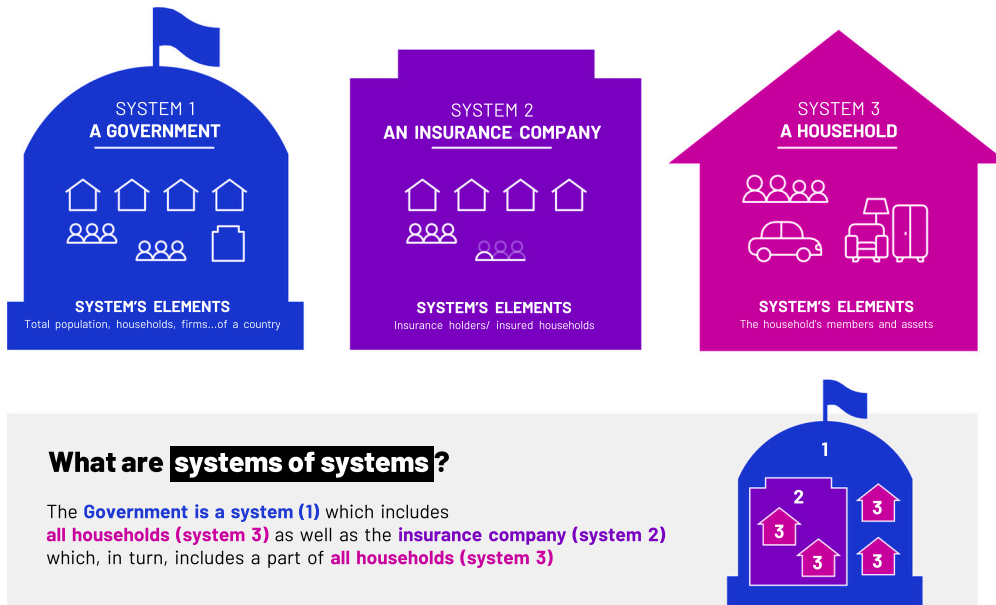 SYSTEM 1
A GOVERNMENT
SYSTEM'S ELEMENTS
Total population, households, firms...of a country
SYSTEM 2
AN INSURANCE COMPANY
SYSTEM'S ELEMENTS
Insurance holders/ insured households
SYSTEM 3
A HOUSEHOLD
SYSTEM'S ELEMENTS
The household's members and assets
What are systems of systems?
The Government is a system (1) which includes
all households (system 3) as well as the insurance company (system 2)
which, in turn, includes a part of all households (system 3)
1
2
3
3
3
3